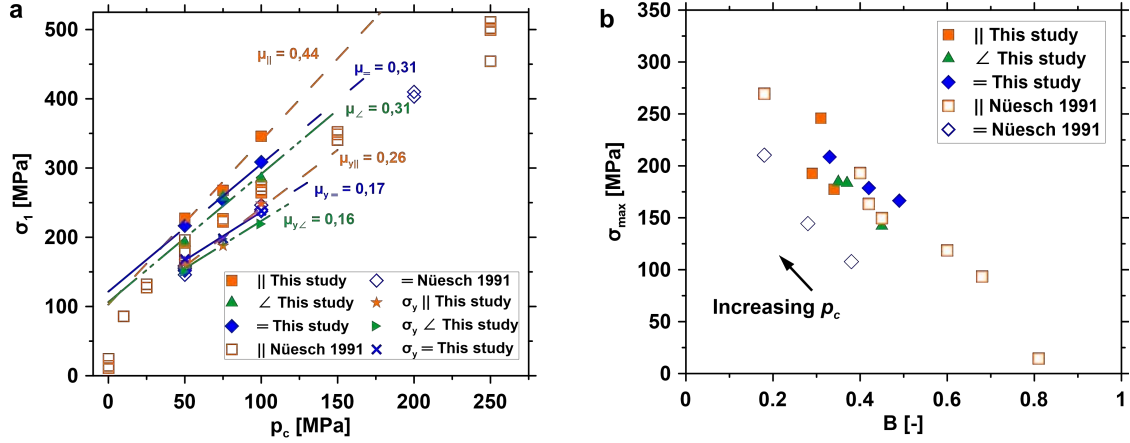 a
σ1 [MPa]
500
400
300
200
100
0
0
50
100
150
200
250
pc [MPa]
μ|| = 0,44
μ= = 0,31
μ∠ = 0,31
μy|| = 0,26
μy= = 0,17
μy∠ = 0,16
|| This study
∠ This study
= This study
|| Nüesch 1991
= Nüesch 1991
σy || This study
σy ∠ This study
σy = This study
b
σmax [MPa]
350
300
250
200
150
100
50
0
0
0.2
0.4
0.6
0.8
1
B [-]
|| This study
∠ This study
= This study
|| Nüesch 1991
= Nüesch 1991
Increasing pc